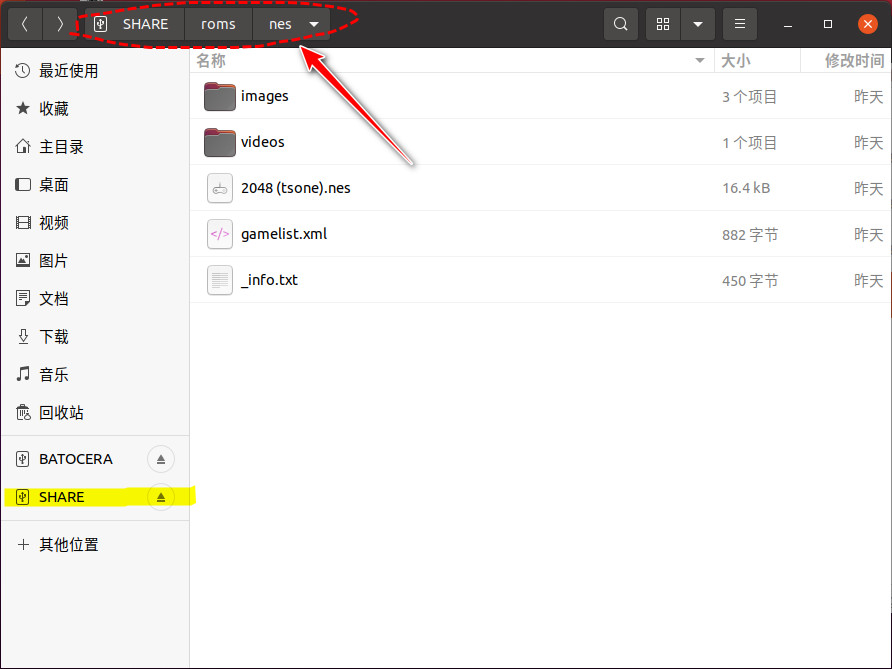 SHARE roms nes
名称 大小 修改时间
最近使用
收藏
主目录
桌面
视频
图片
文档
下载
音乐
回收站
BATOCERA
SHARE
其他位置
images 3 个项目 昨天
videos 1 个项目 昨天
2048 (tsone).nes 16.4 kB 昨天
</> gamelist.xml 882 字节 昨天
_info.txt 450 字节 昨天